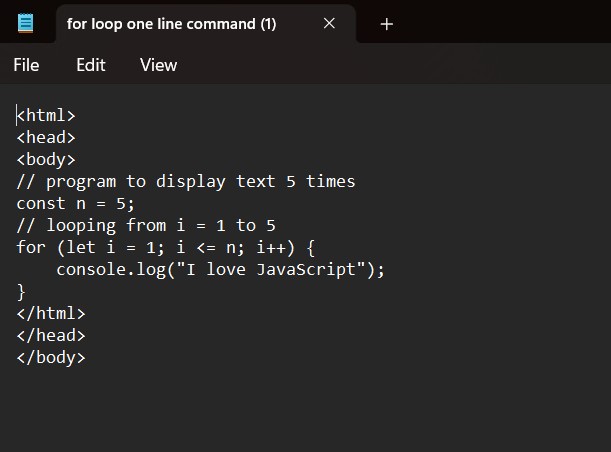 for loop one line command (1)
File Edit View
<html>
<head>
<body>
// program to display text 5 times
const n = 5;
// looping from i = 1 to 5
for (let i = 1; i <= n; i++) {
    console.log("I love JavaScript");
}
</html>
</head>
</body>